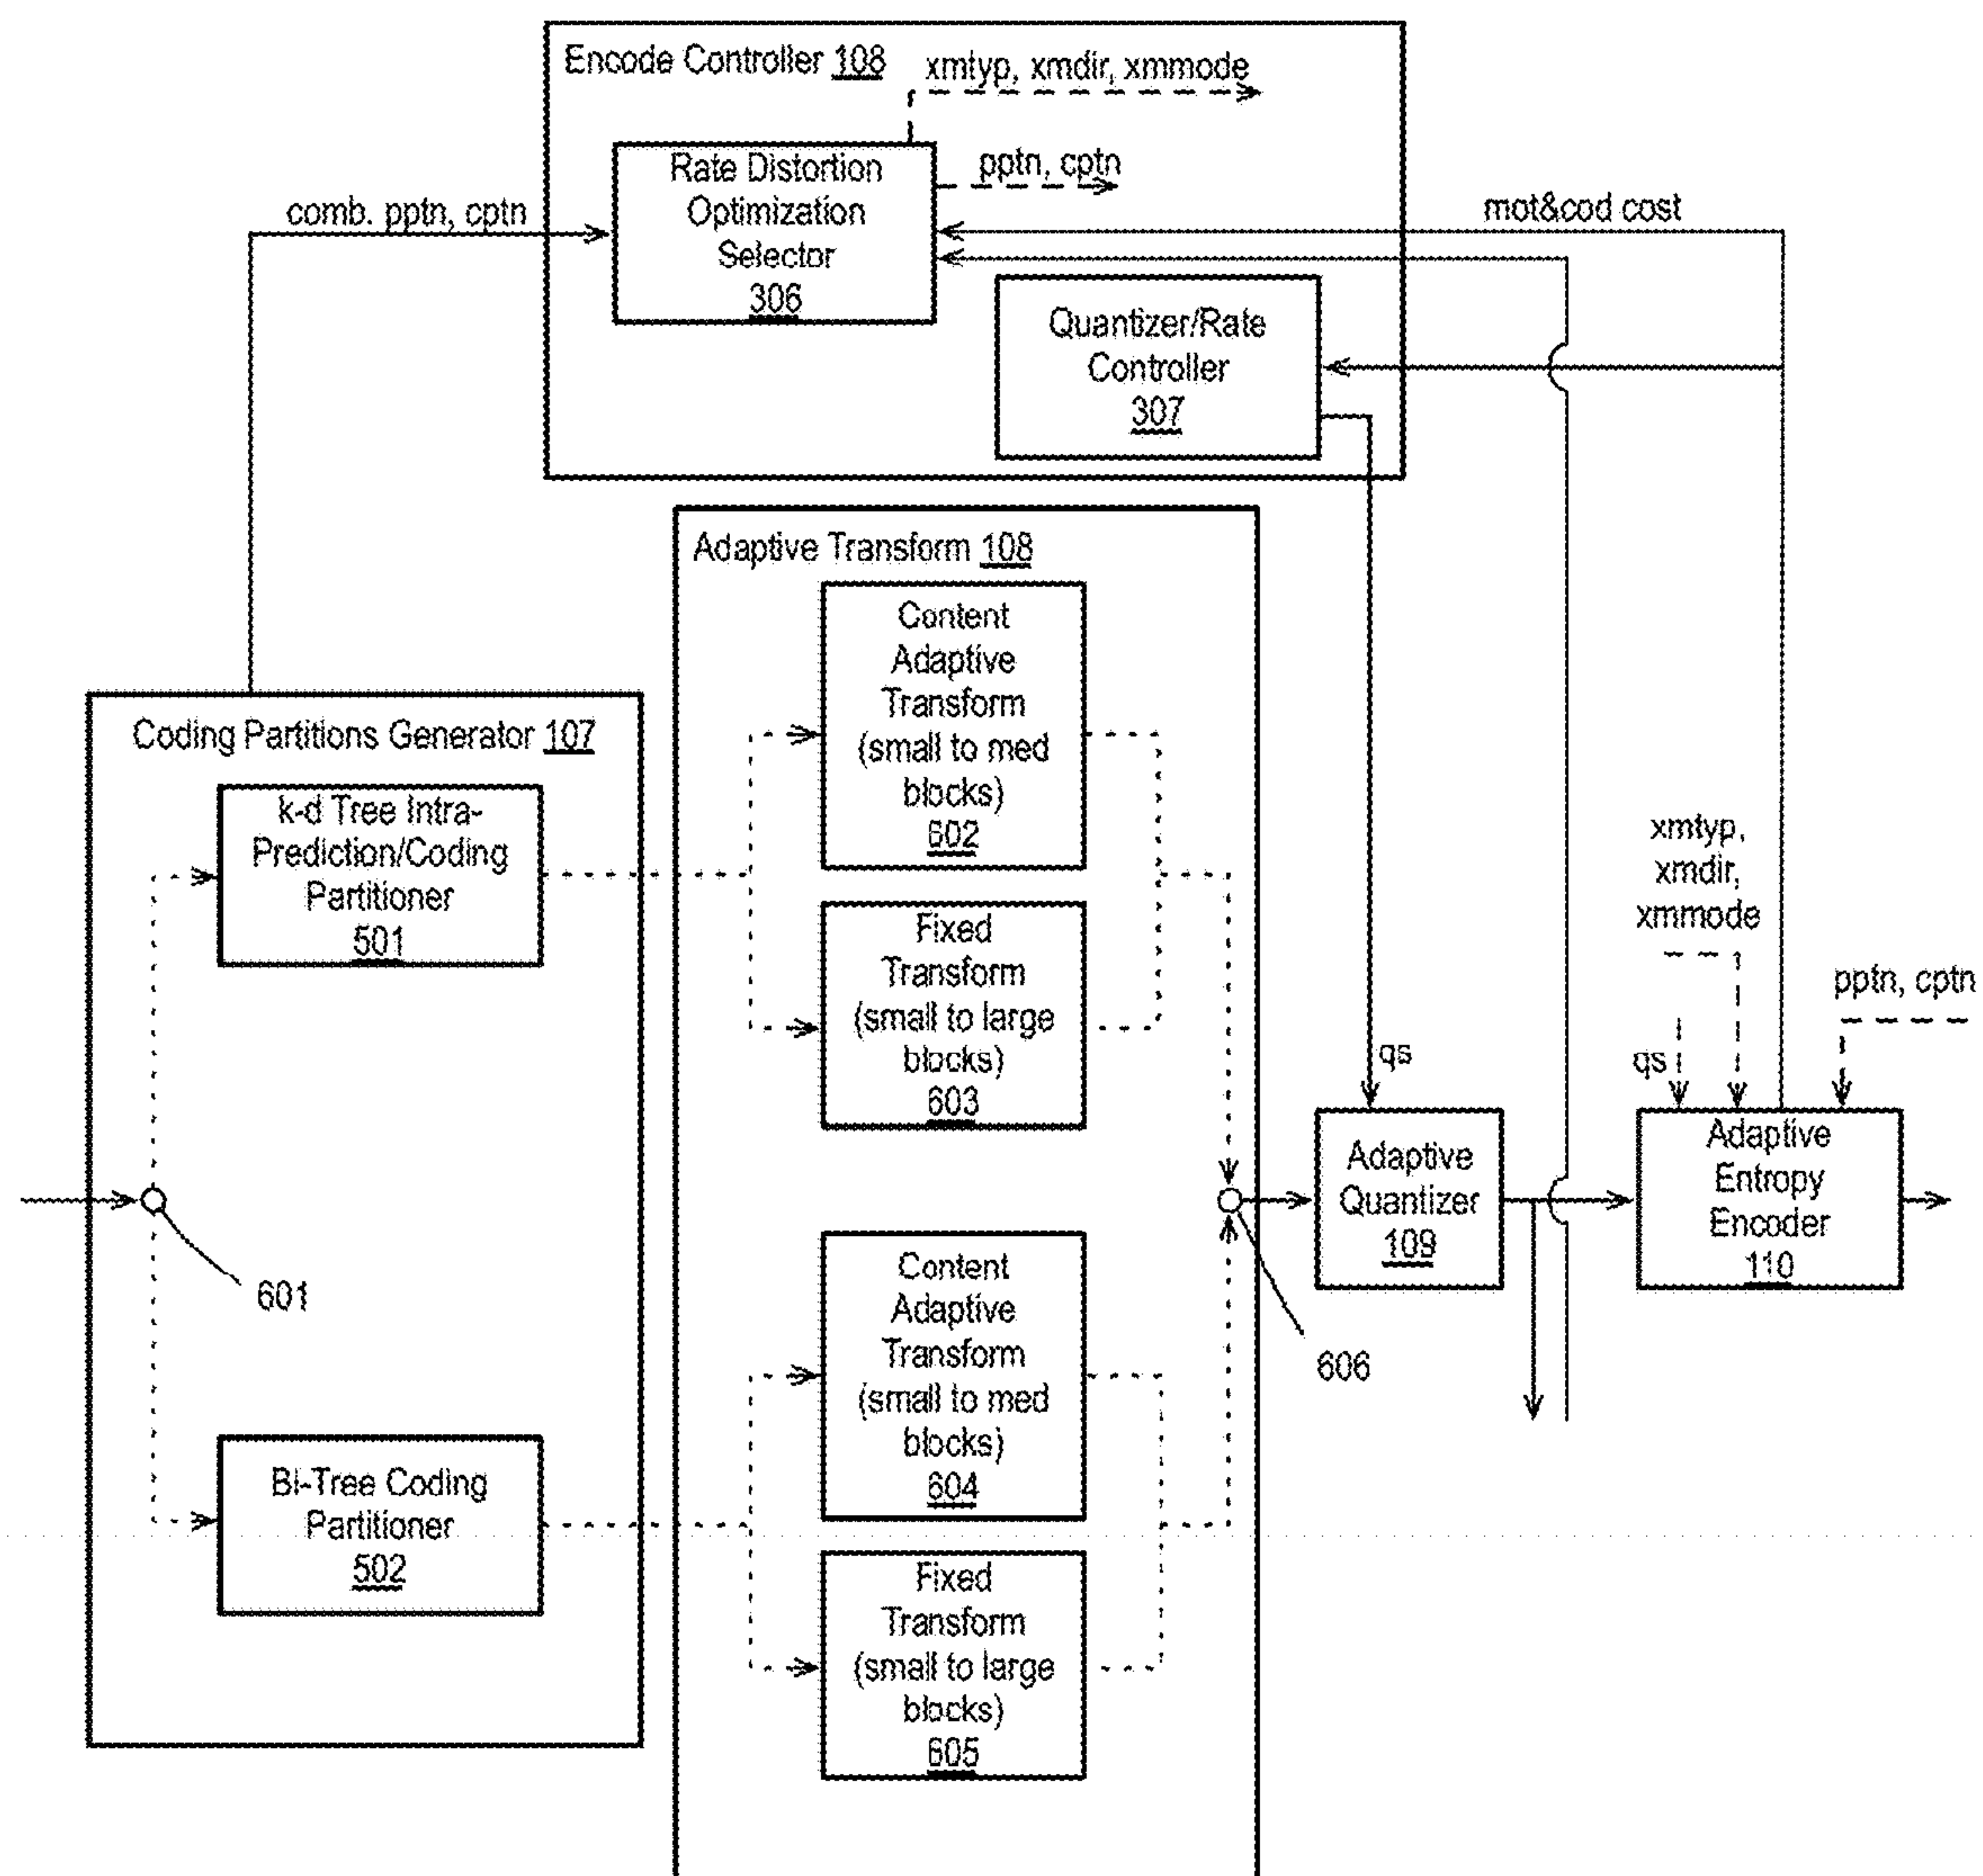 Encode Controller 108
xmtyp, xmdir, xmmode
Rate Distortion
Optimization
Selector
306
pptn, cptn
comb. pptn, cptn
mot&cod cost
Quantizer/Rate
Controller
307
Adaptive Transform 108
Content
Adaptive
Transform
(small to med
blocks)
602
Coding Partitions Generator 107
k-d Tree Intra-
Prediction/Coding
Partitioner
501
Fixed
Transform
(small to large
blocks)
603
xmtyp,
xmdir,
xmmode
pptn, cptn
qs
qs
Adaptive
Quantizer
109
Adaptive
Entropy
Encoder
110
601
606
Content
Adaptive
Transform
(small to med
blocks)
604
Bi-Tree Coding
Partitioner
502
Fixed
Transform
(small to large
blocks)
605